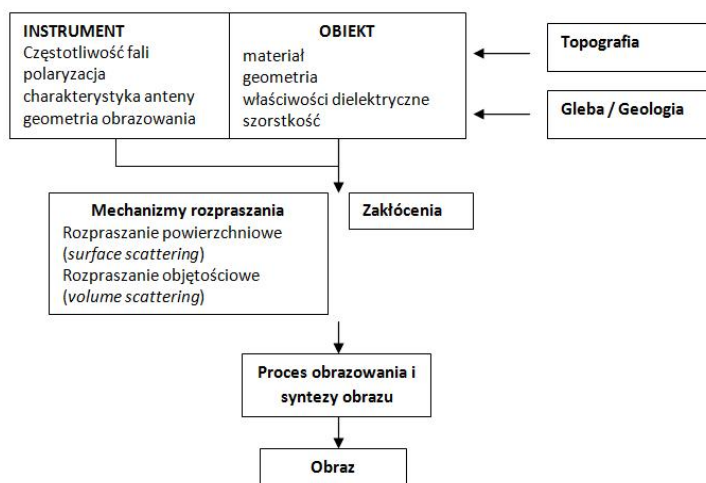 INSTRUMENT
Częstotliwość fali
polaryzacja
charakterystyka anteny
geometria obrazowania
OBIEKT
materiał
geometria
właściwości dielektryczne
szorstkość
Topografia
Gleba / Geologia
Mechanizmy rozpraszania
Rozpraszanie powierzchniowe
(surface scattering)
Rozpraszanie objętościowe
(volume scattering)
Zakłócenia
Proces obrazowania i
syntezy obrazu
Obraz